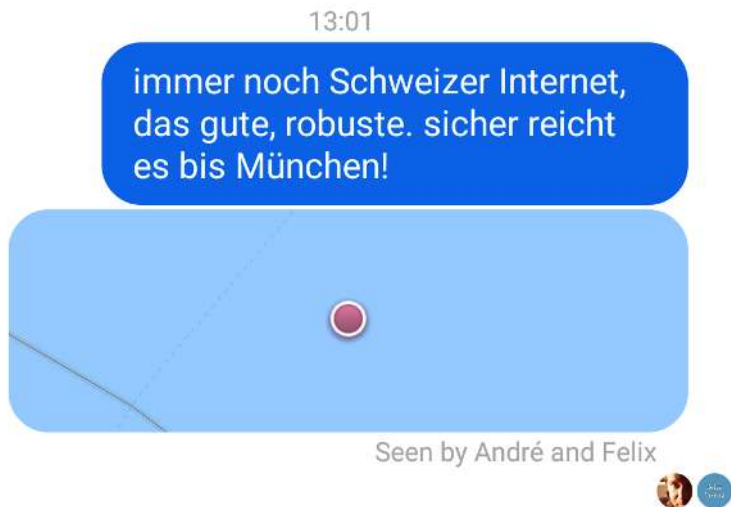 13:01
immer noch Schweizer Internet,
das gute, robuste. sicher reicht
es bis München!
Seen by André and Felix